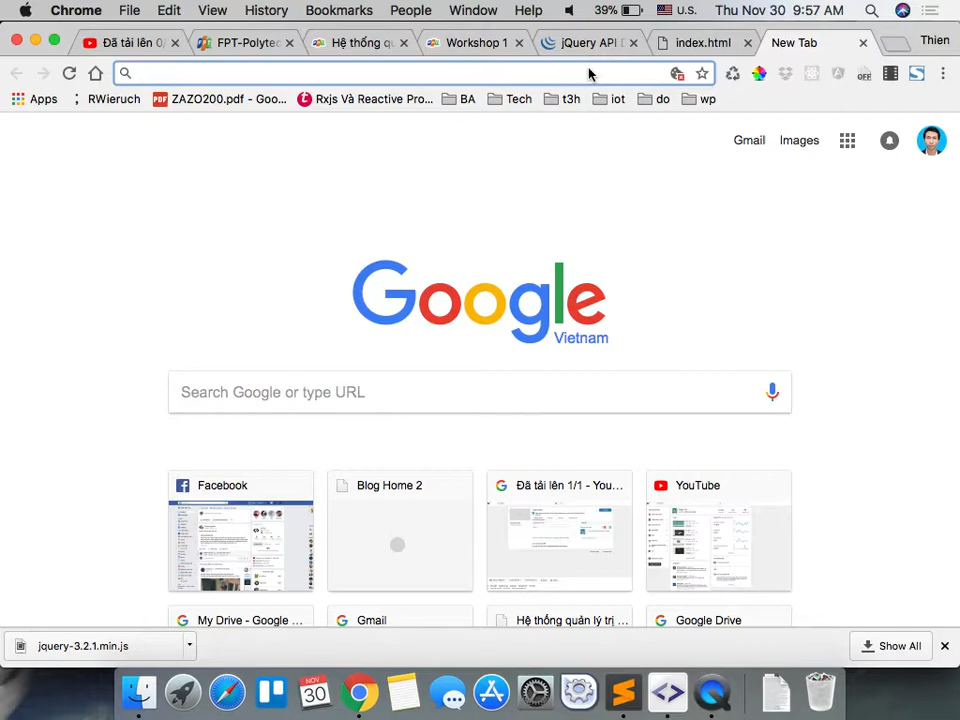 Chrome File Edit View History Bookmarks People Window Help 39% U.S. Thu Nov 30 9:57 AM
Đã tải lên 0/ FPT-Polytec Hệ thống qu Workshop 1 jQuery API D index.html New Tab Thien
Apps RWieruch ZAZO200.pdf - Goo... Rxjs Và Reactive Pro... BA Tech t3h iot do wp
Gmail Images
Google
Vietnam
Search Google or type URL
Facebook Blog Home 2 Đã tải lên 1/1 - You... YouTube
My Drive - Google ... Gmail Hệ thống quản lý trị ... Google Drive
jquery-3.2.1.min.js Show All
NOV
30